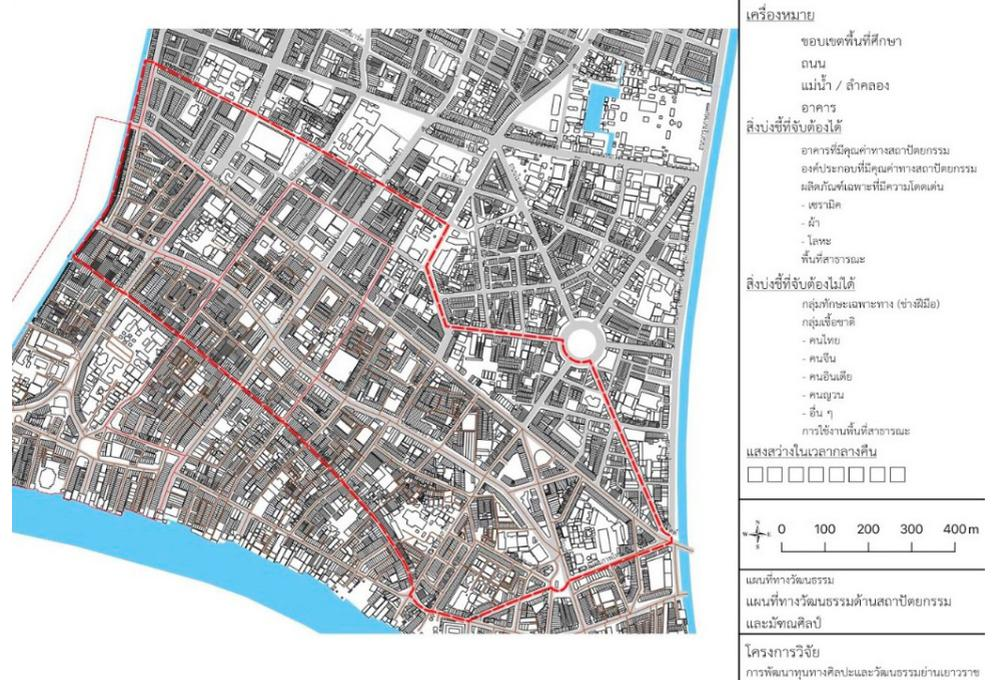 เครื่องหมาย
ขอบเขตพื้นที่ศึกษา
ถนน
แม่น้ำ / ลำคลอง
อาคาร
สิ่งบ่งชี้ที่จับต้องได้
อาคารที่มีคุณค่าทางสถาปัตยกรรม
องค์ประกอบที่มีคุณค่าทางสถาปัตยกรรม
ผลิตภัณฑ์เฉพาะที่มีความโดดเด่น
- เซรามิค
- ผ้า
- โลหะ
พื้นที่สาธารณะ
สิ่งบ่งชี้ที่จับต้องไม่ได้
กลุ่มทักษะเฉพาะทาง (ช่างฝีมือ)
กลุ่มเชื้อชาติ
- คนไทย
- คนจีน
- คนอินเดีย
- คนญวน
- อื่น ๆ
การใช้งานพื้นที่สาธารณะ
แสงสว่างในเวลากลางคืน
0 100 200 300 400 m
แผนที่ทางวัฒนธรรม
แผนที่ทางวัฒนธรรมด้านสถาปัตยกรรม
และมัฑณศิลป์
โครงการวิจัย
การพัฒนาทุนทางศิลปะและวัฒนธรรมย่านเยาวราช